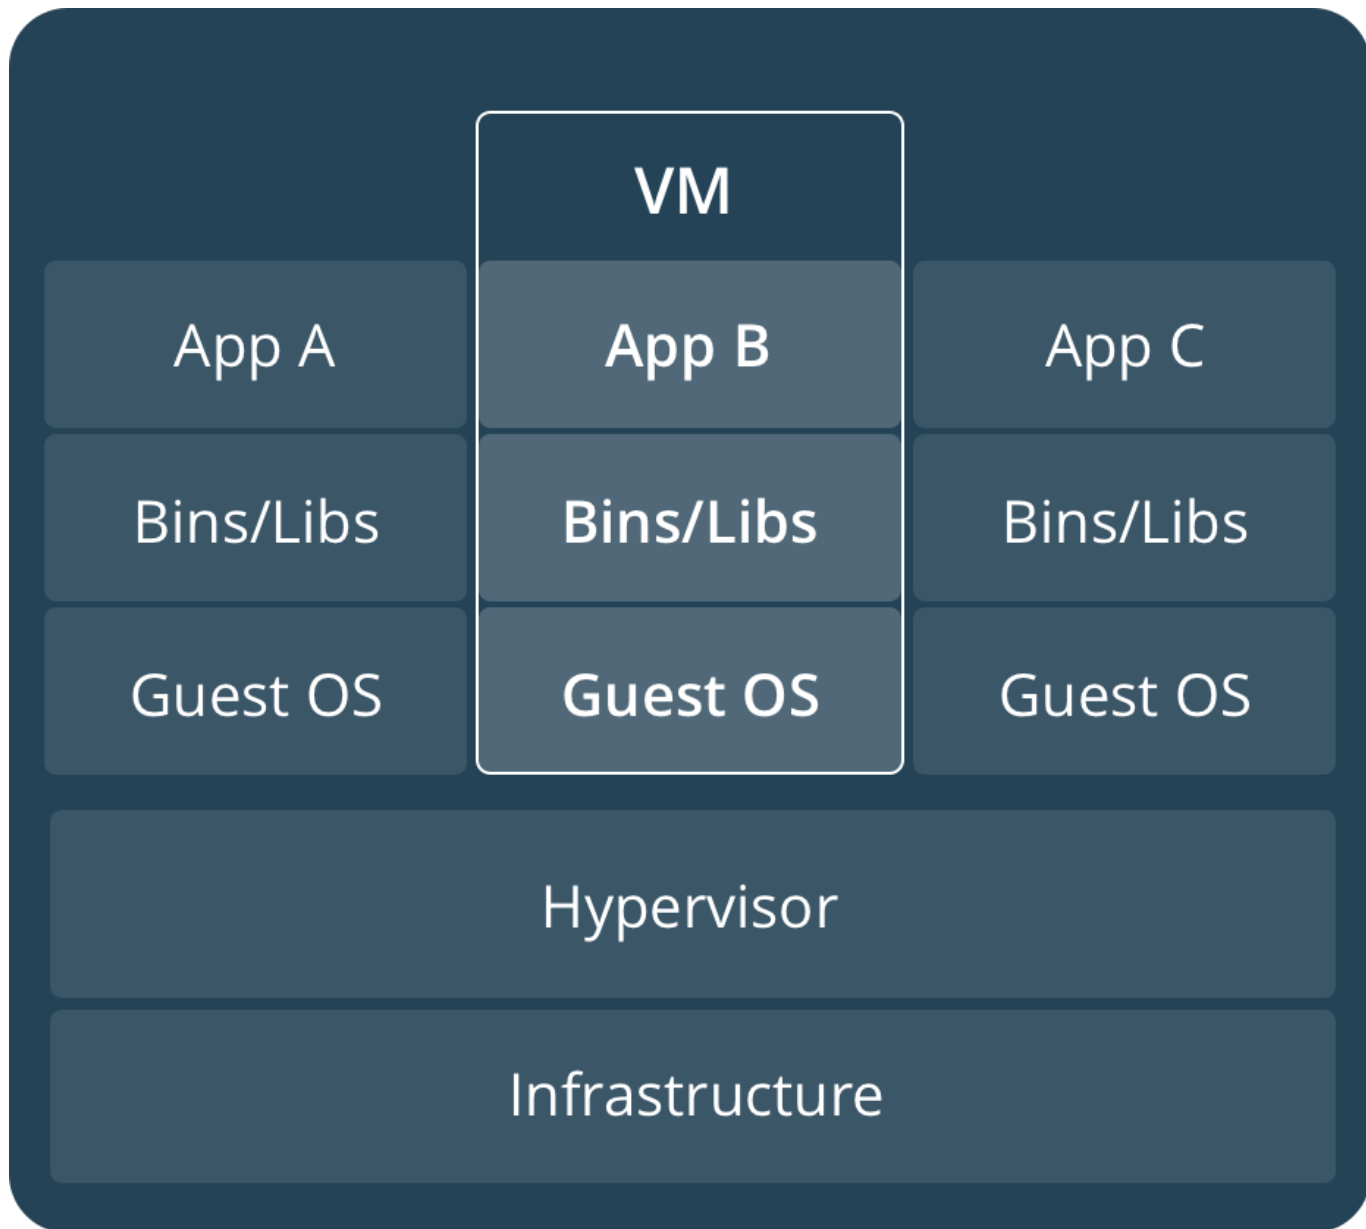 VM
App A
App B
App C
Bins/Libs
Bins/Libs
Bins/Libs
Guest OS
Guest OS
Guest OS
Hypervisor
Infrastructure